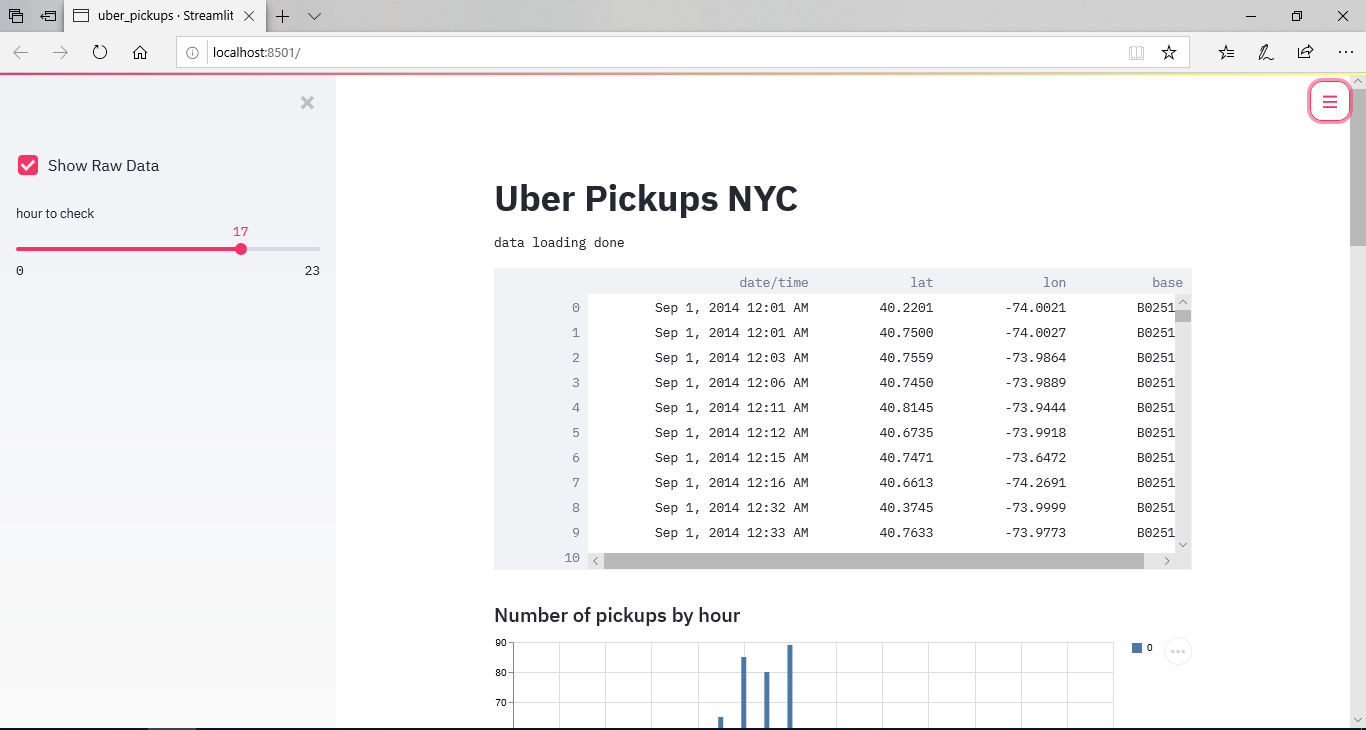 uber_pickups · Streamlit
localhost:8501/
Show Raw Data
hour to check
17
0 23
Uber Pickups NYC
data loading done
date/time lat lon base
0 Sep 1, 2014 12:01 AM 40.2201 -74.0021 B0251
1 Sep 1, 2014 12:01 AM 40.7500 -74.0027 B0251
2 Sep 1, 2014 12:03 AM 40.7559 -73.9864 B0251
3 Sep 1, 2014 12:06 AM 40.7450 -73.9889 B0251
4 Sep 1, 2014 12:11 AM 40.8145 -73.9444 B0251
5 Sep 1, 2014 12:12 AM 40.6735 -73.9918 B0251
6 Sep 1, 2014 12:15 AM 40.7471 -73.6472 B0251
7 Sep 1, 2014 12:16 AM 40.6613 -74.2691 B0251
8 Sep 1, 2014 12:32 AM 40.3745 -73.9999 B0251
9 Sep 1, 2014 12:33 AM 40.7633 -73.9773 B0251
10
Number of pickups by hour
90
80
70
0